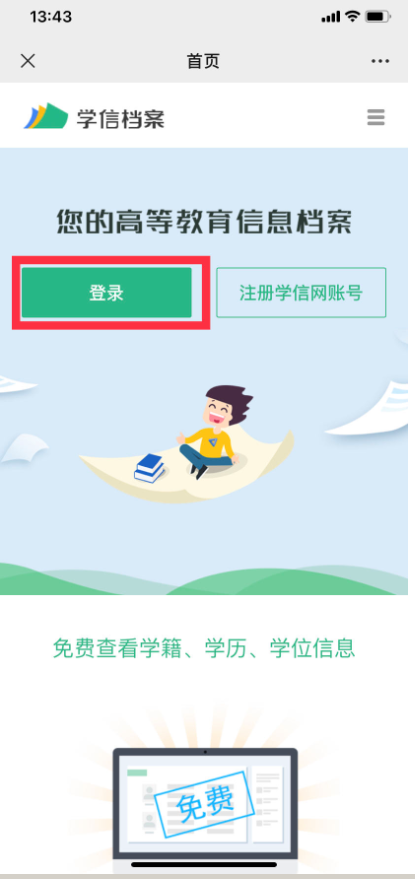 13:43
首页
学信档案
您的高等教育信息档案
登录
注册学信网账号
免费查看学籍、学历、学位信息
免费